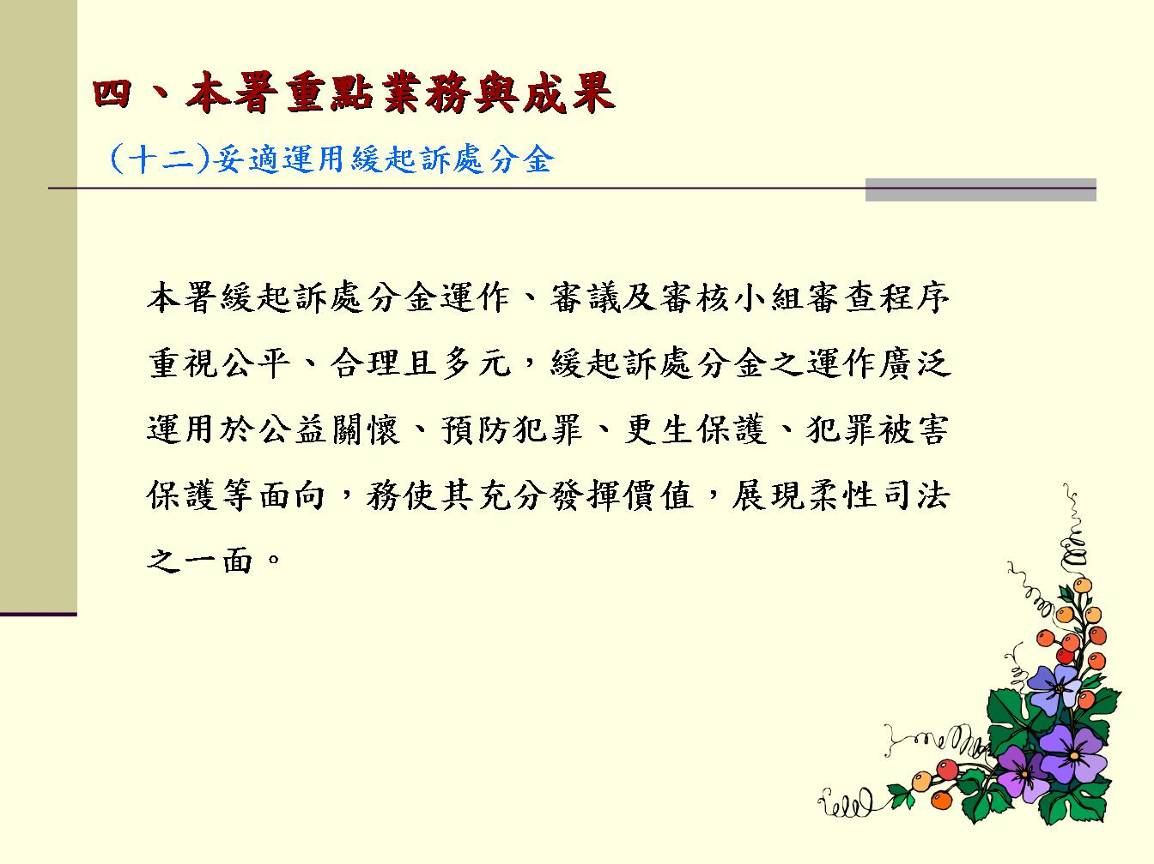 四、本署重點業務與成果
(十二)妥適運用緩起訴處分金
本署緩起訴處分金運作、審議及審核小組審查程序
重視公平、合理且多元，緩起訴處分金之運作廣泛
運用於公益關懷、預防犯罪、更生保護、犯罪被害
保護等面向，務使其充分發揮價值，展現柔性司法
之一面。